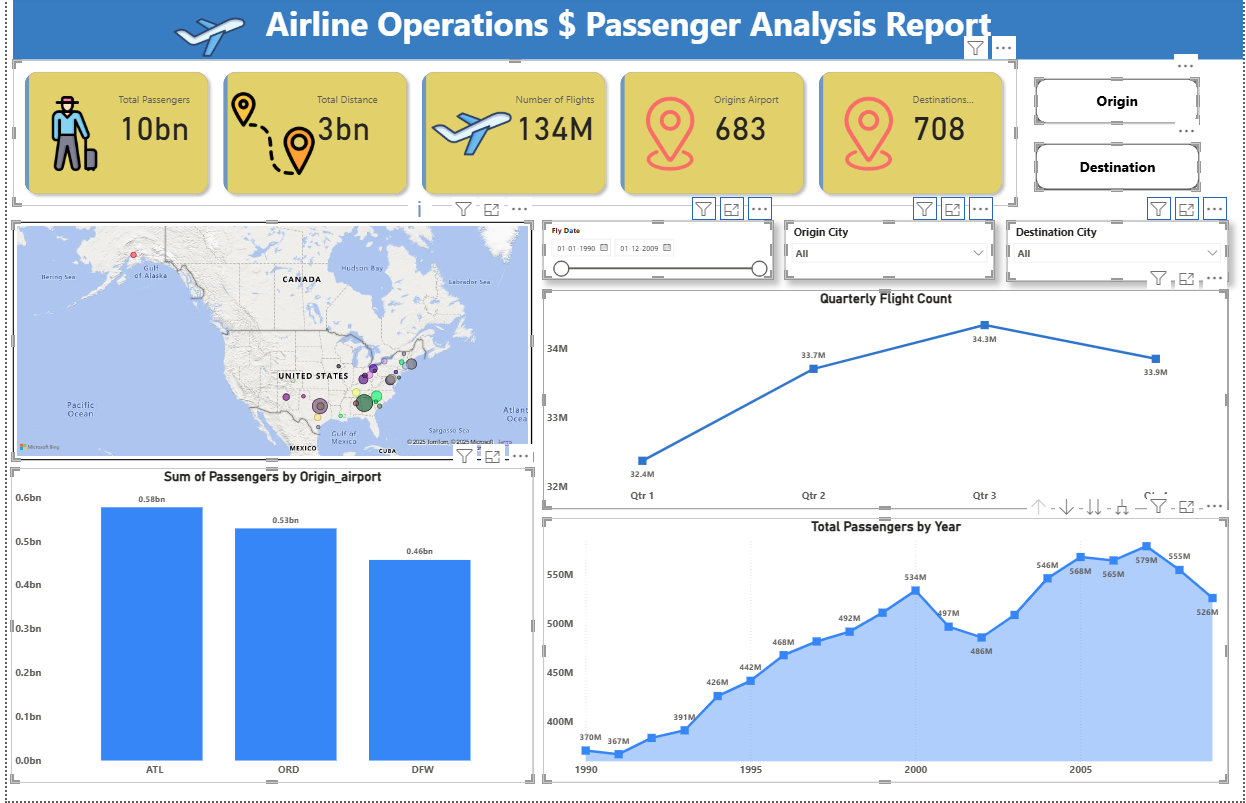 Airline Operations $ Passenger Analysis Report
Total Passengers
10bn
Total Distance
3bn
Number of Flights
134M
Origins Airport
683
Destinations...
708
Origin
Destination
Bering Sea
Gulf
of Alaska
CANADA
Hudson Bay
Labrador Sea
UNITED STATES
Pacific
Ocean
Atlant
Ocea
Sargasso Sea
Gulf of
Mexico
MEXICO
CUBA
Microsoft Bing
© 2025 TomTom, © 2025 Microsoft Terms
Fly Date
01-01-1990
01-12-2009
Origin City
All
Destination City
All
Quarterly Flight Count
34M
33M
32M
32.4M
33.7M
34.3M
33.9M
Qtr 1
Qtr 2
Qtr 3
Sum of Passengers by Origin_airport
0.6bn
0.5bn
0.4bn
0.3bn
0.2bn
0.1bn
0.0bn
0.58bn
0.53bn
0.46bn
ATL
ORD
DFW
Total Passengers by Year
550M
500M
450M
400M
370M
367M
391M
426M
442M
468M
492M
534M
497M
486M
546M
568M
565M
579M
555M
526M
1990
1995
2000
2005